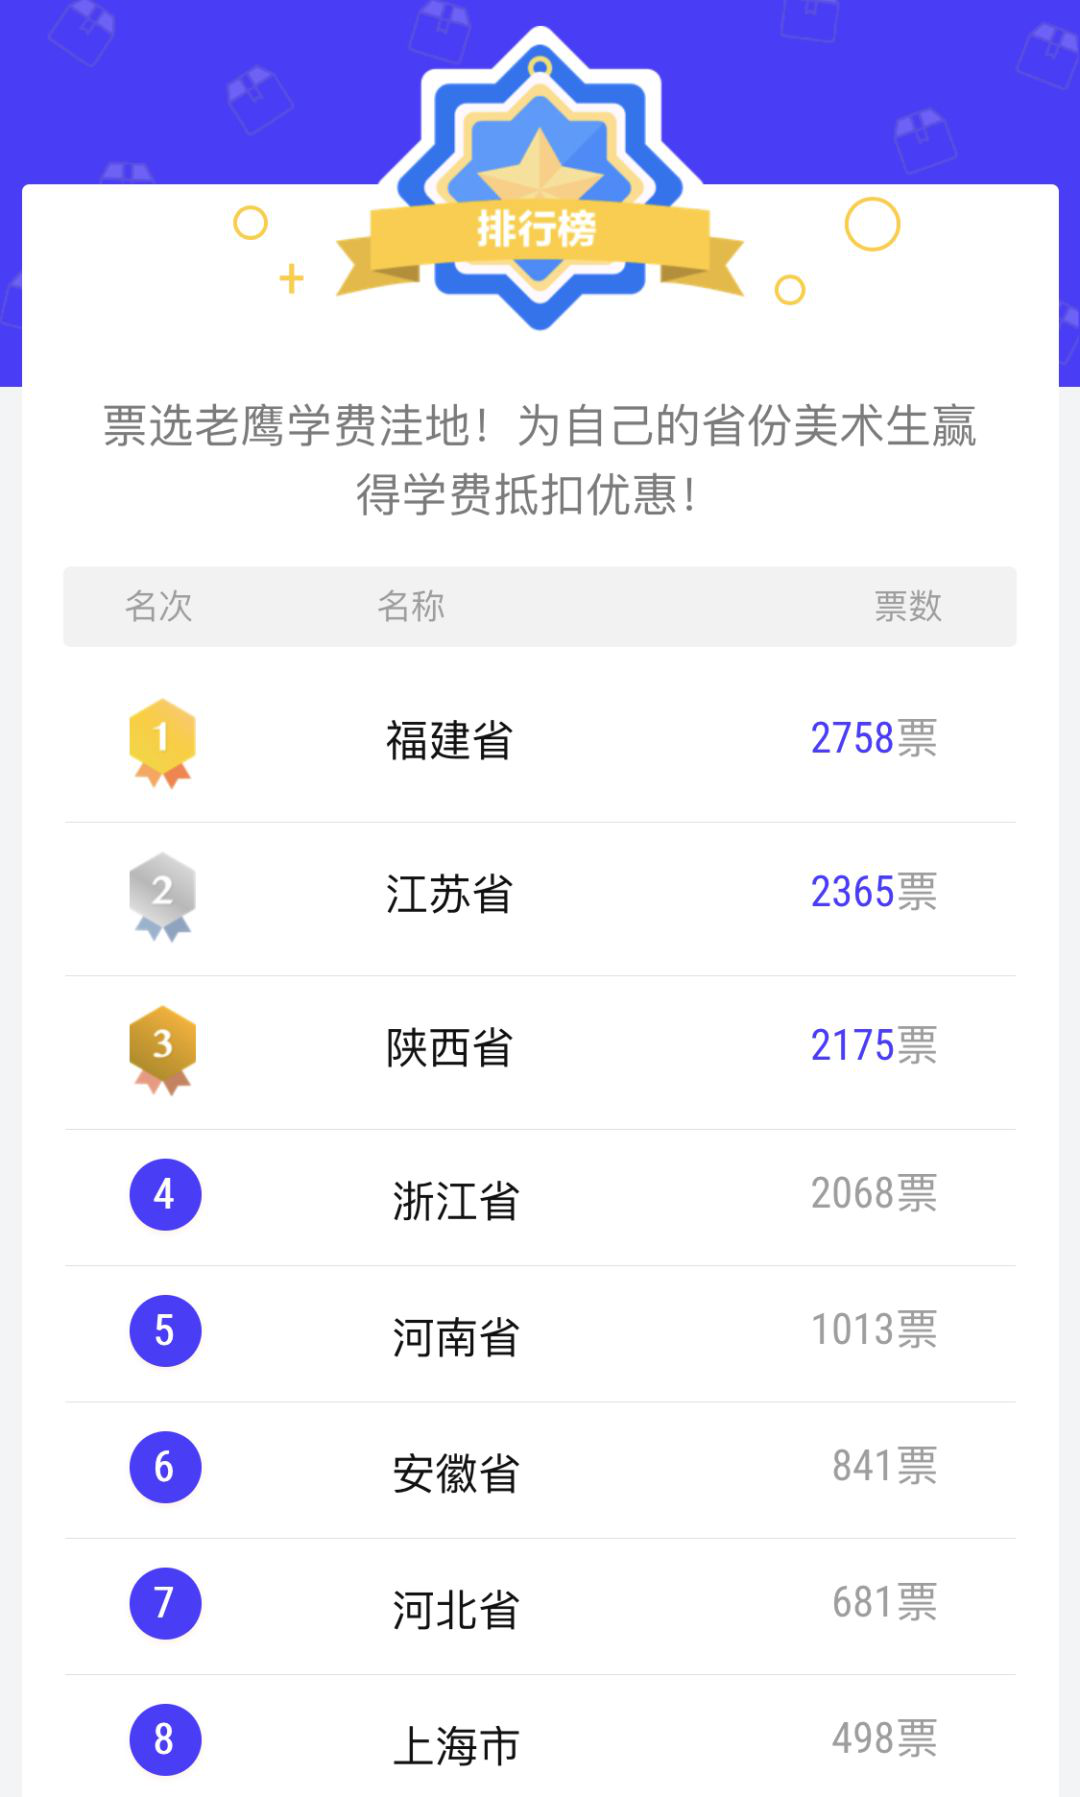 排行榜
票选老鹰学费洼地！为自己的省份美术生赢
得学费抵扣优惠！
名次 名称 票数
1 福建省 2758票
2 江苏省 2365票
3 陕西省 2175票
4 浙江省 2068票
5 河南省 1013票
6 安徽省 841票
7 河北省 681票
8 上海市 498票